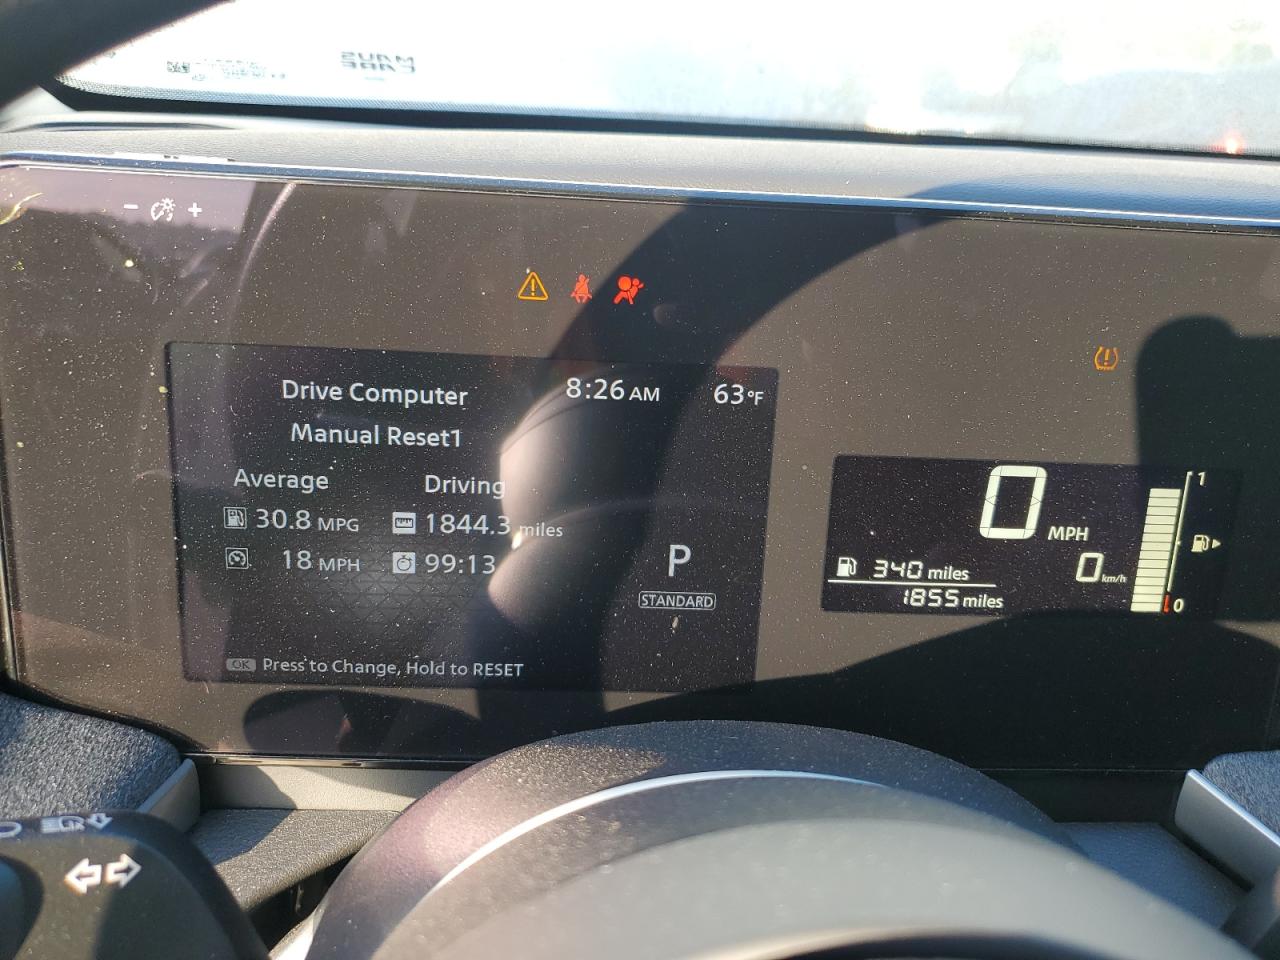 - +
Drive Computer 8:26 AM 63°F
Manual Reset1
Average Driving
30.8 MPG 1844.3 miles
18 MPH 99:13
P
STANDARD
OK Press to Change, Hold to RESET
0 MPH
340 miles
0 km/h
1855 miles
1
0